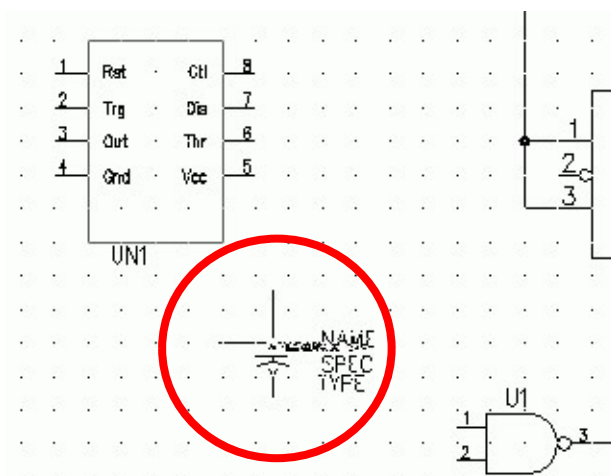 1 Rst Ctl 8
2 Trg Dis 7
3 Out Thr 6
4 Gnd Vcc 5
UN1
1
2
3
NAME
SPEC
TYPE
U1
1
2
3